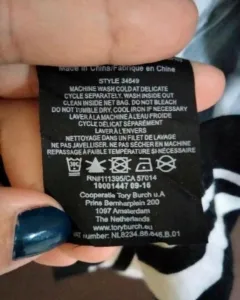 Made in China/Fabriqué en Chine
STYLE 34549
MACHINE WASH COLD AT DELICATE
CYCLE SEPARATELY. WASH INSIDE OUT
CLEAN INSIDE NET BAG. DO NOT BLEACH
DO NOT TUMBLE DRY, COOL IRON IF NECESSARY
LAVER À LA MACHINE À L'EAU FROIDE
CYCLE DÉLICAT SÉPARÉMENT
LAVER À L'ENVERS
NETTOYAGE DANS UN FILET DE LAVAGE
NE PAS JAVELLISER. NE PAS SÉCHER EN MACHINE
REPASSAGE À FAIBLE TEMPÉRATURE SI NÉCESSAIRE
RN#111395/CA 57014
19001447 09-16
Cooperatie Tory Burch u.A
Prins Bernhardplein 200
1097 Amsterdam
The Netherlands
www.toryburch.eu
NUMBER: NL8234.
.B.01